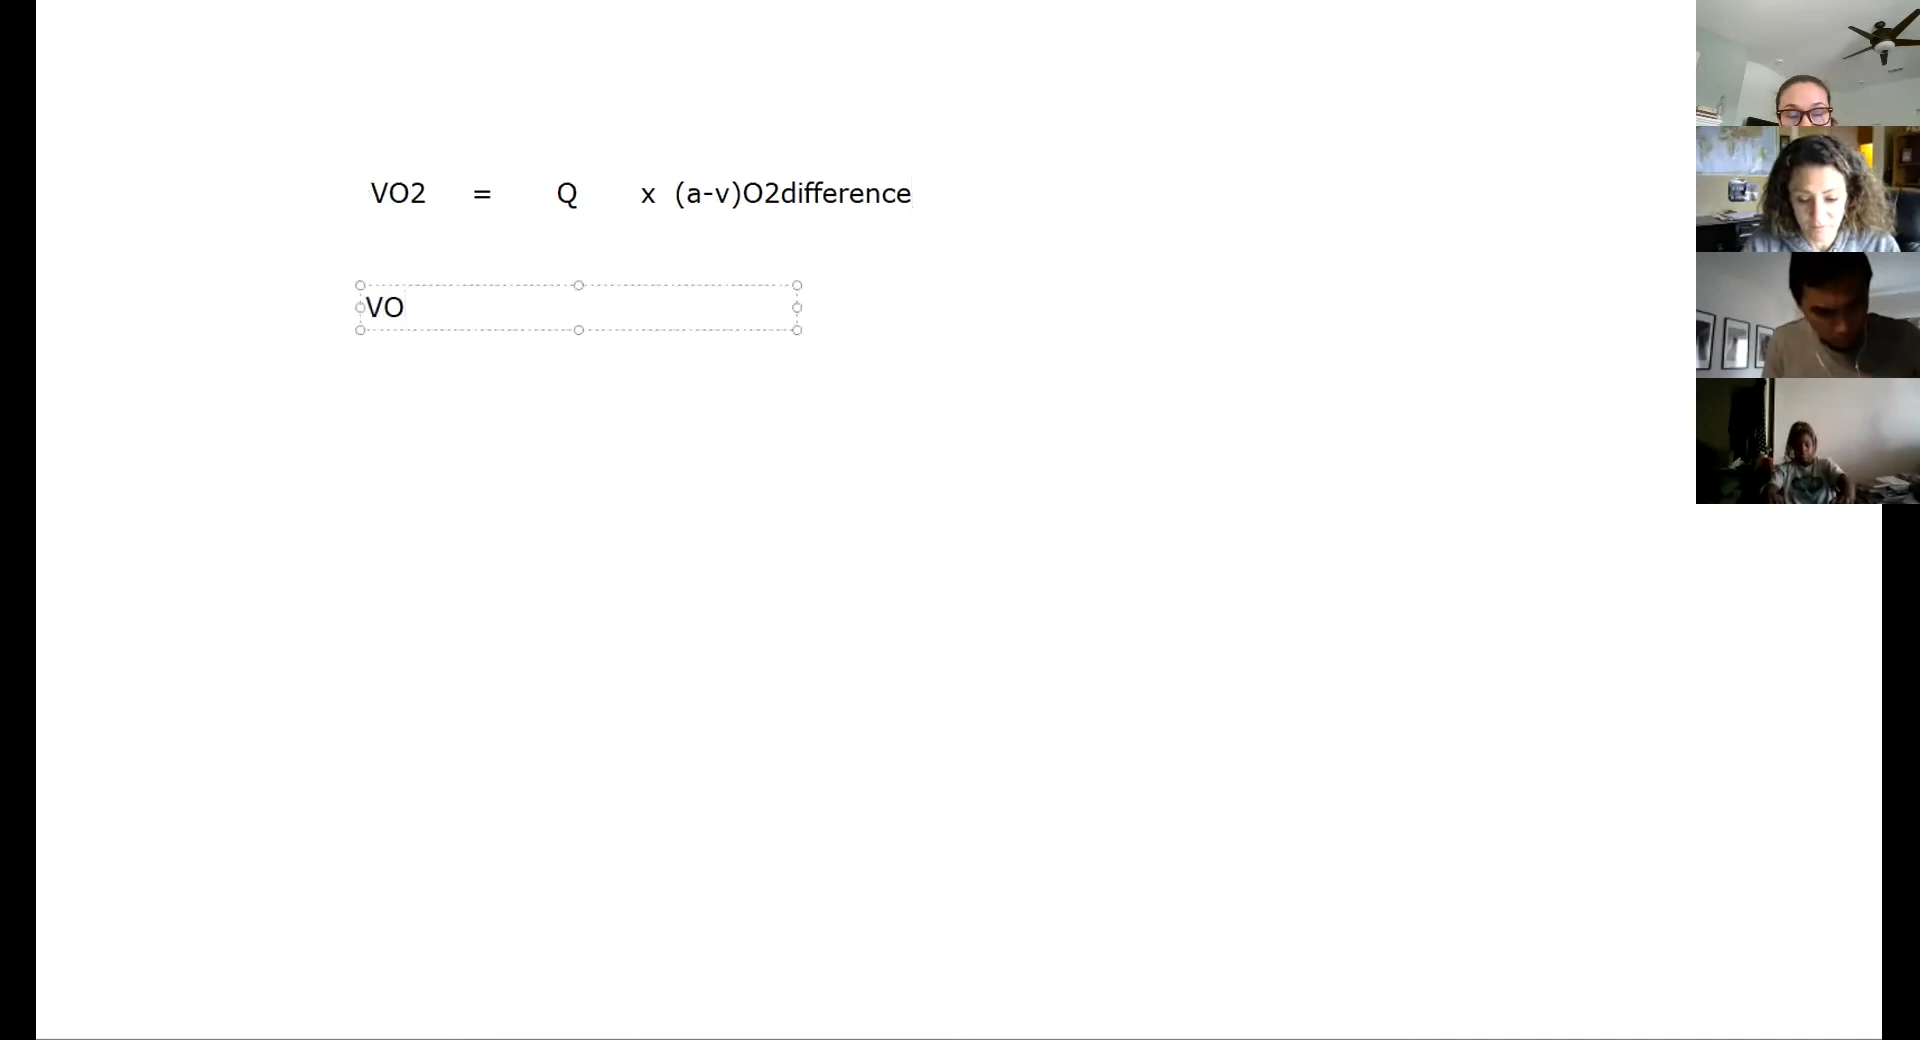 VO2 = Q x (a-v)O2difference
VO